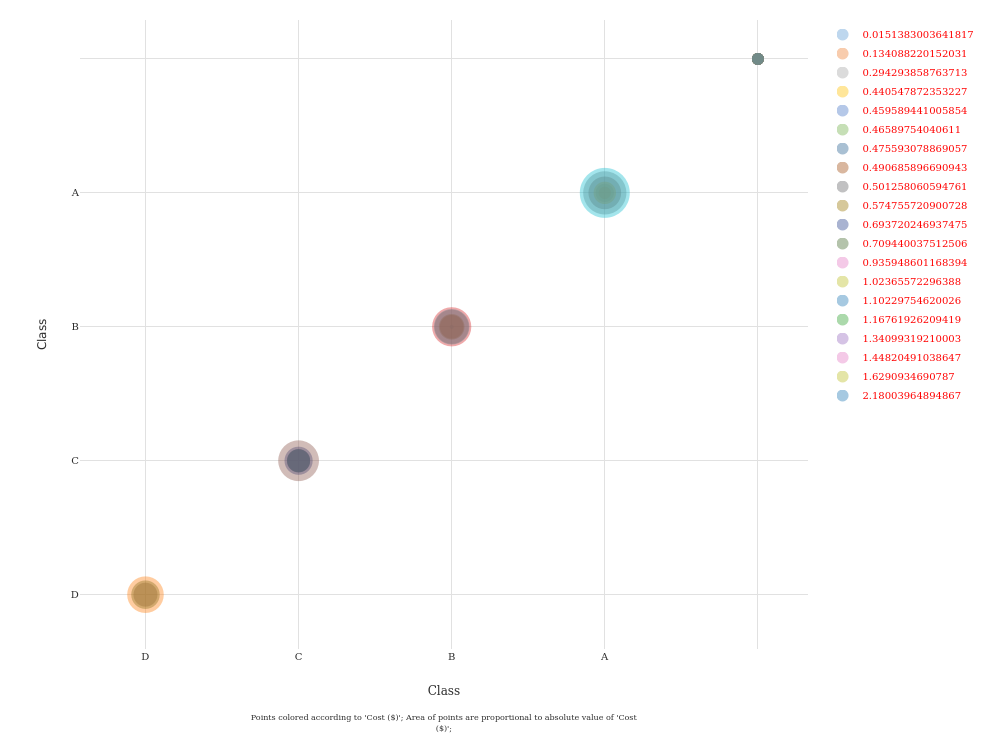 0.0151383003641817
0.134088220152031
0.294293858763713
0.440547872353227
0.459589441005854
0.46589754040611
0.475593078869057
0.490685896690943
0.501258060594761
0.574755720900728
0.693720246937475
0.709440037512506
0.935948601168394
1.02365572296388
1.10229754620026
1.16761926209419
1.34099319210003
1.44820491038647
1.6290934690787
2.18003964894867
A
B
C
D
Class
D C B A
Class
Points colored according to 'Cost ($)'; Area of points are proportional to absolute value of 'Cost
($)';